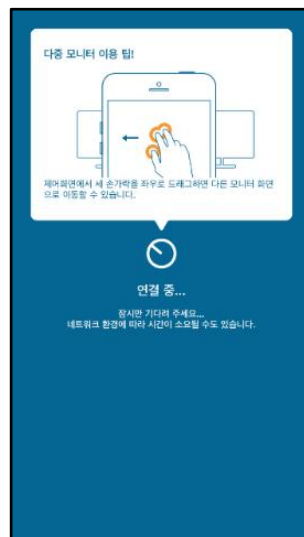 다중 모니터 이용 팁!
제어화면에서 세 손가락을 좌우로 드래그하면 다른 모니터 화면
으로 이동할 수 있습니다.
연결 중...
잠시만 기다려 주세요...
네트워크 환경에 따라 시간이 소요될 수도 있습니다.